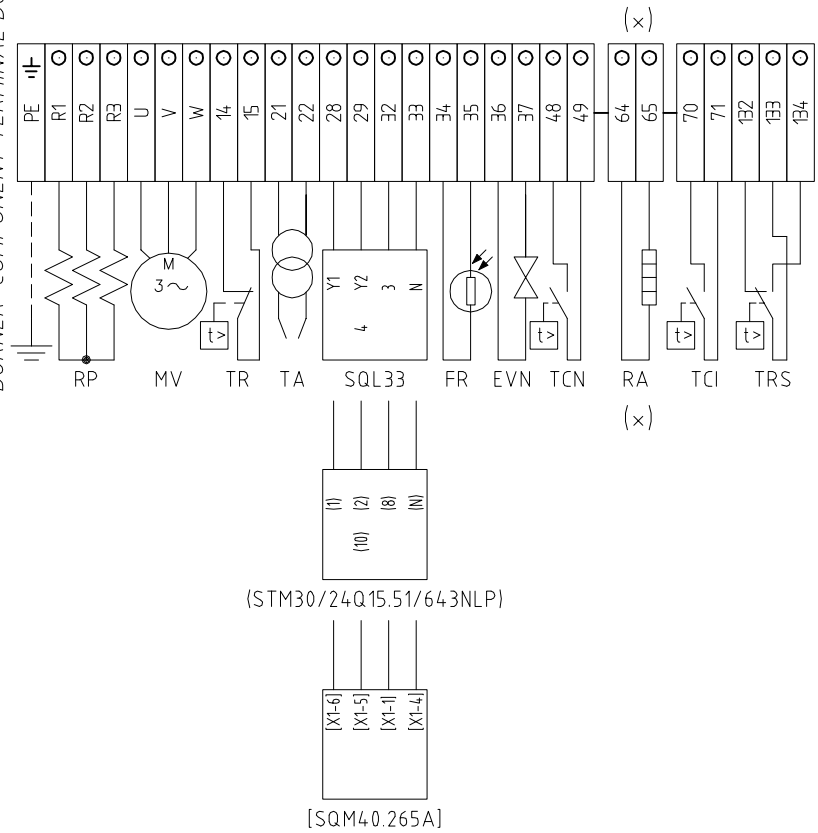 (x)
PE R1 R2 R3 U V W 14 15 21 22 28 29 32 33 34 35 36 37 48 49 64 65 70 71 132 133 134
M
3~
Y1 Y2 3 N
4
t> t> t> t>
RP MV TR TA SQL33 FR EVN TCN RA TCI TRS
(x)
(1) (2) (8) (N)
(10)
(STM30/24Q15.51/643NLP)
[X1-6] [X1-5] [X1-1] [X1-4]
[SQM40.265A]